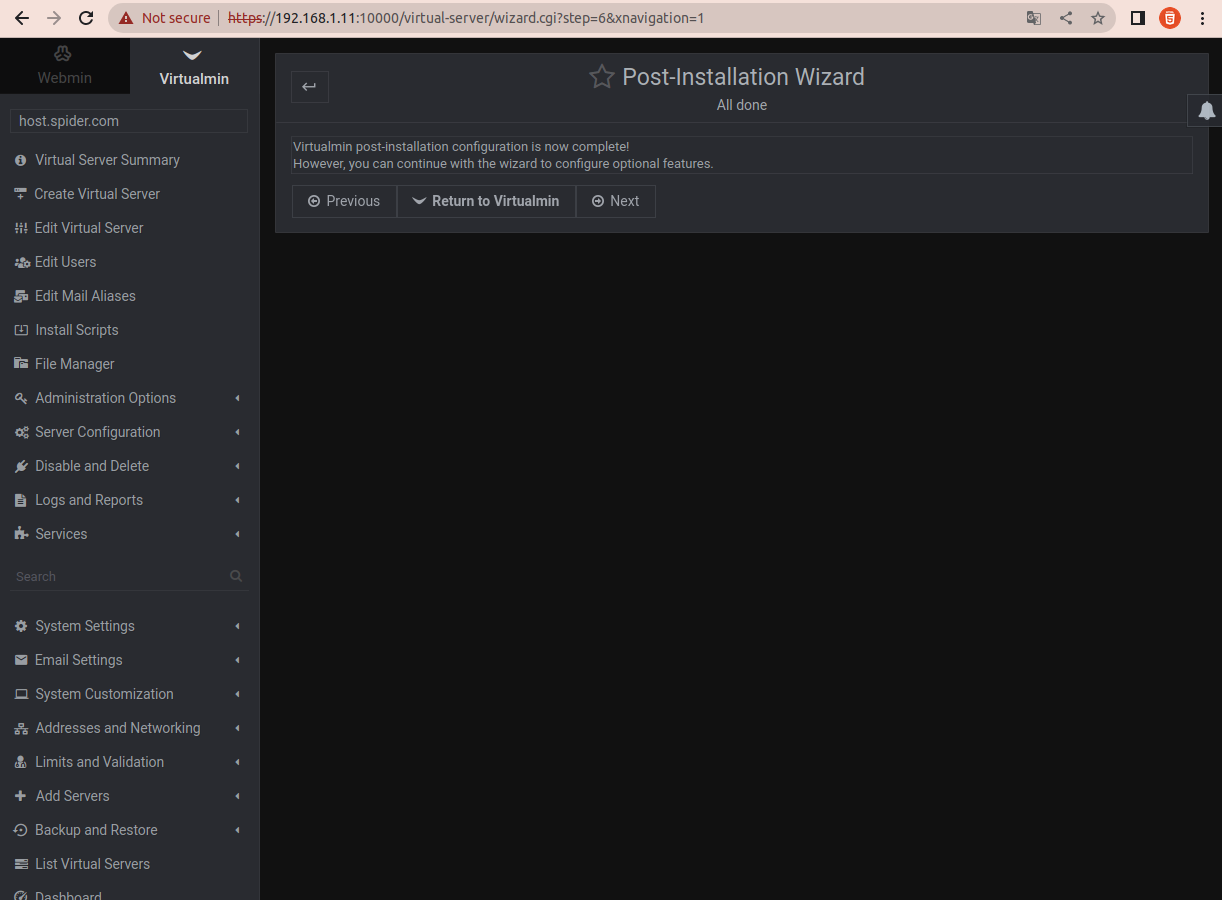 Not secure
https://192.168.1.11:10000/virtual-server/wizard.cgi?step=6&xnavigation=1
Webmin
Virtualmin
host.spider.com
Virtual Server Summary
Create Virtual Server
Edit Virtual Server
Edit Users
Edit Mail Aliases
Install Scripts
File Manager
Administration Options
Server Configuration
Disable and Delete
Logs and Reports
Services
Search
System Settings
Email Settings
System Customization
Addresses and Networking
Limits and Validation
Add Servers
Backup and Restore
List Virtual Servers
Dashboard
Post-Installation Wizard
All done
Virtualmin post-installation configuration is now complete!
However, you can continue with the wizard to configure optional features.
Previous
Return to Virtualmin
Next